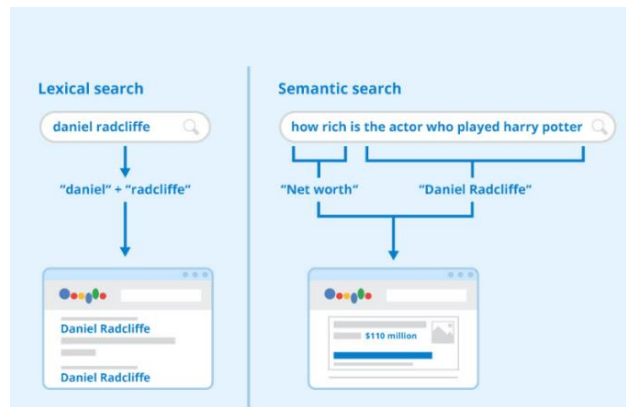 Lexical search
daniel radcliffe
"daniel" + "radcliffe"
Daniel Radcliffe
Daniel Radcliffe
Semantic search
how rich is the actor who played harry potter
"Net worth"
"Daniel Radcliffe"
$110 million